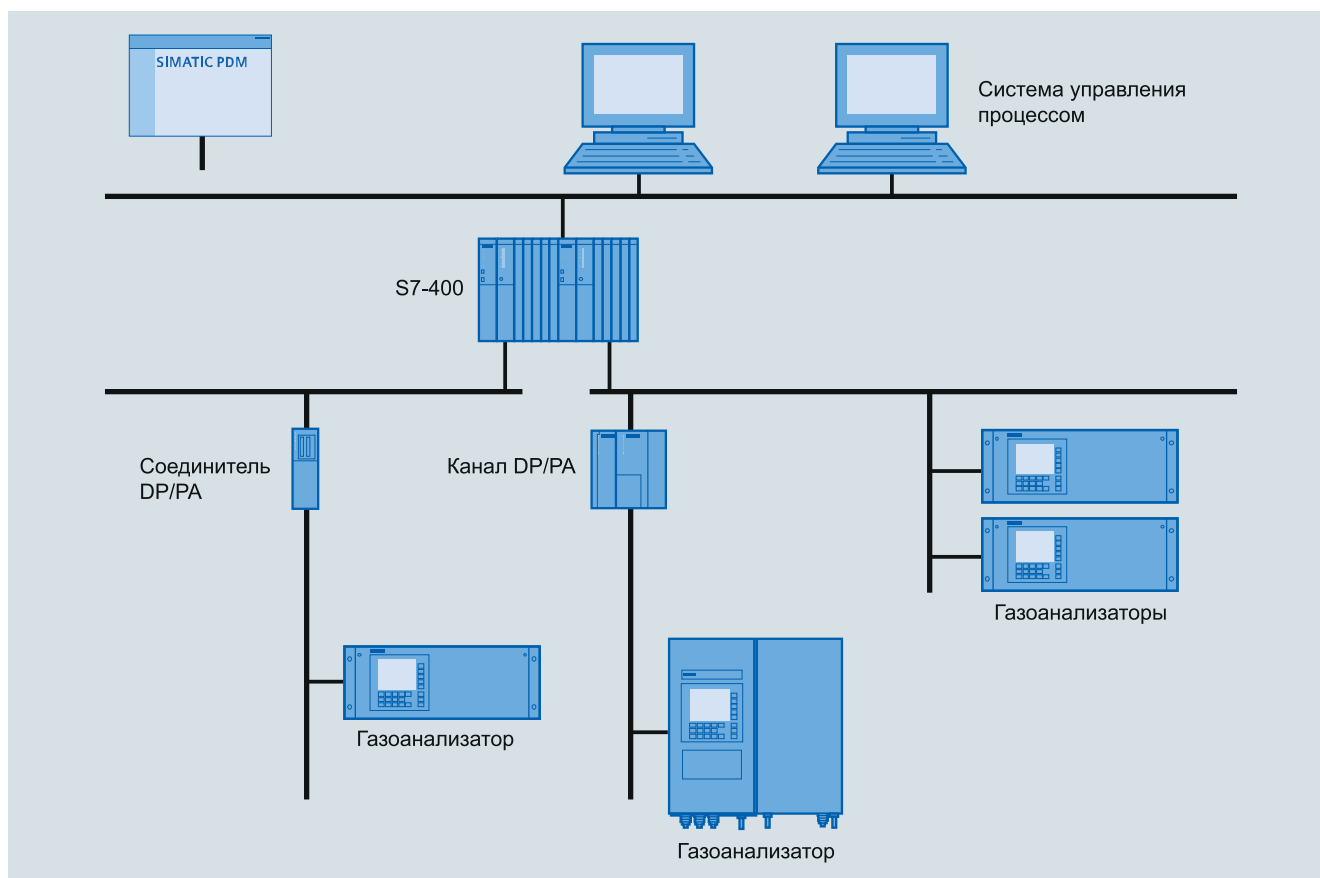 SIMATIC PDM
Система управления
процессом
S7-400
Соединитель
DP/PA
Канал DP/PA
Газоанализаторы
Газоанализатор
Газоанализатор